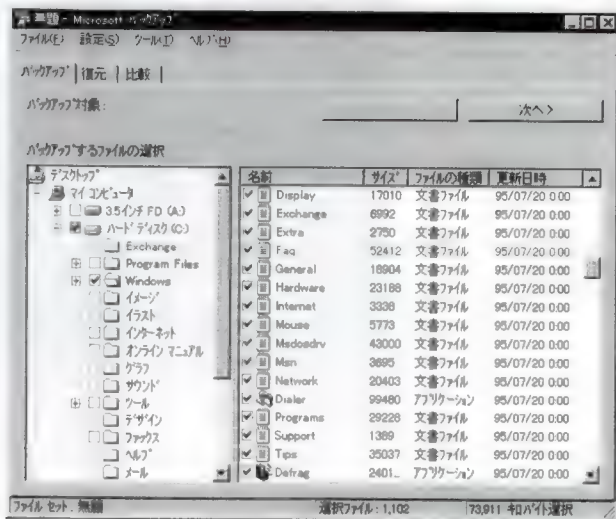 無題 - Microsoft バックアップ
ファイル(F) 設定(S) ツール(T) ヘルプ(H)
バックアップ 復元 比較
バックアップ対象 :
次へ >
バックアップするファイルの選択
デスクトップ
マイ コンピュータ
3.5インチ FD (A:)
ハード ディスク (C:)
Exchange
Program Files
Windows
イメージ
イラスト
インターネット
オンライン マニュアル
グラフ
サウンド
ツール
デザイン
ファックス
ヘルプ
メール
名前 サイズ ファイルの種類 更新日時
Display 17010 文書ファイル 95/07/20 0:00
Exchange 6992 文書ファイル 95/07/20 0:00
Extra 2750 文書ファイル 95/07/20 0:00
Faq 52412 文書ファイル 95/07/20 0:00
General 18904 文書ファイル 95/07/20 0:00
Hardware 23188 文書ファイル 95/07/20 0:00
Internet 3338 文書ファイル 95/07/20 0:00
Mouse 5773 文書ファイル 95/07/20 0:00
Msdosdrv 43000 文書ファイル 95/07/20 0:00
Msn 3695 文書ファイル 95/07/20 0:00
Network 20403 文書ファイル 95/07/20 0:00
Dialer 99480 アプリケーション 95/07/20 0:00
Programs 29228 文書ファイル 95/07/20 0:00
Support 1389 文書ファイル 95/07/20 0:00
Tips 35037 文書ファイル 95/07/20 0:00
Defrag 2401... アプリケーション 95/07/20 0:00
ファイル セット : 無題
選択ファイル : 1,102
73,911 キロバイト選択